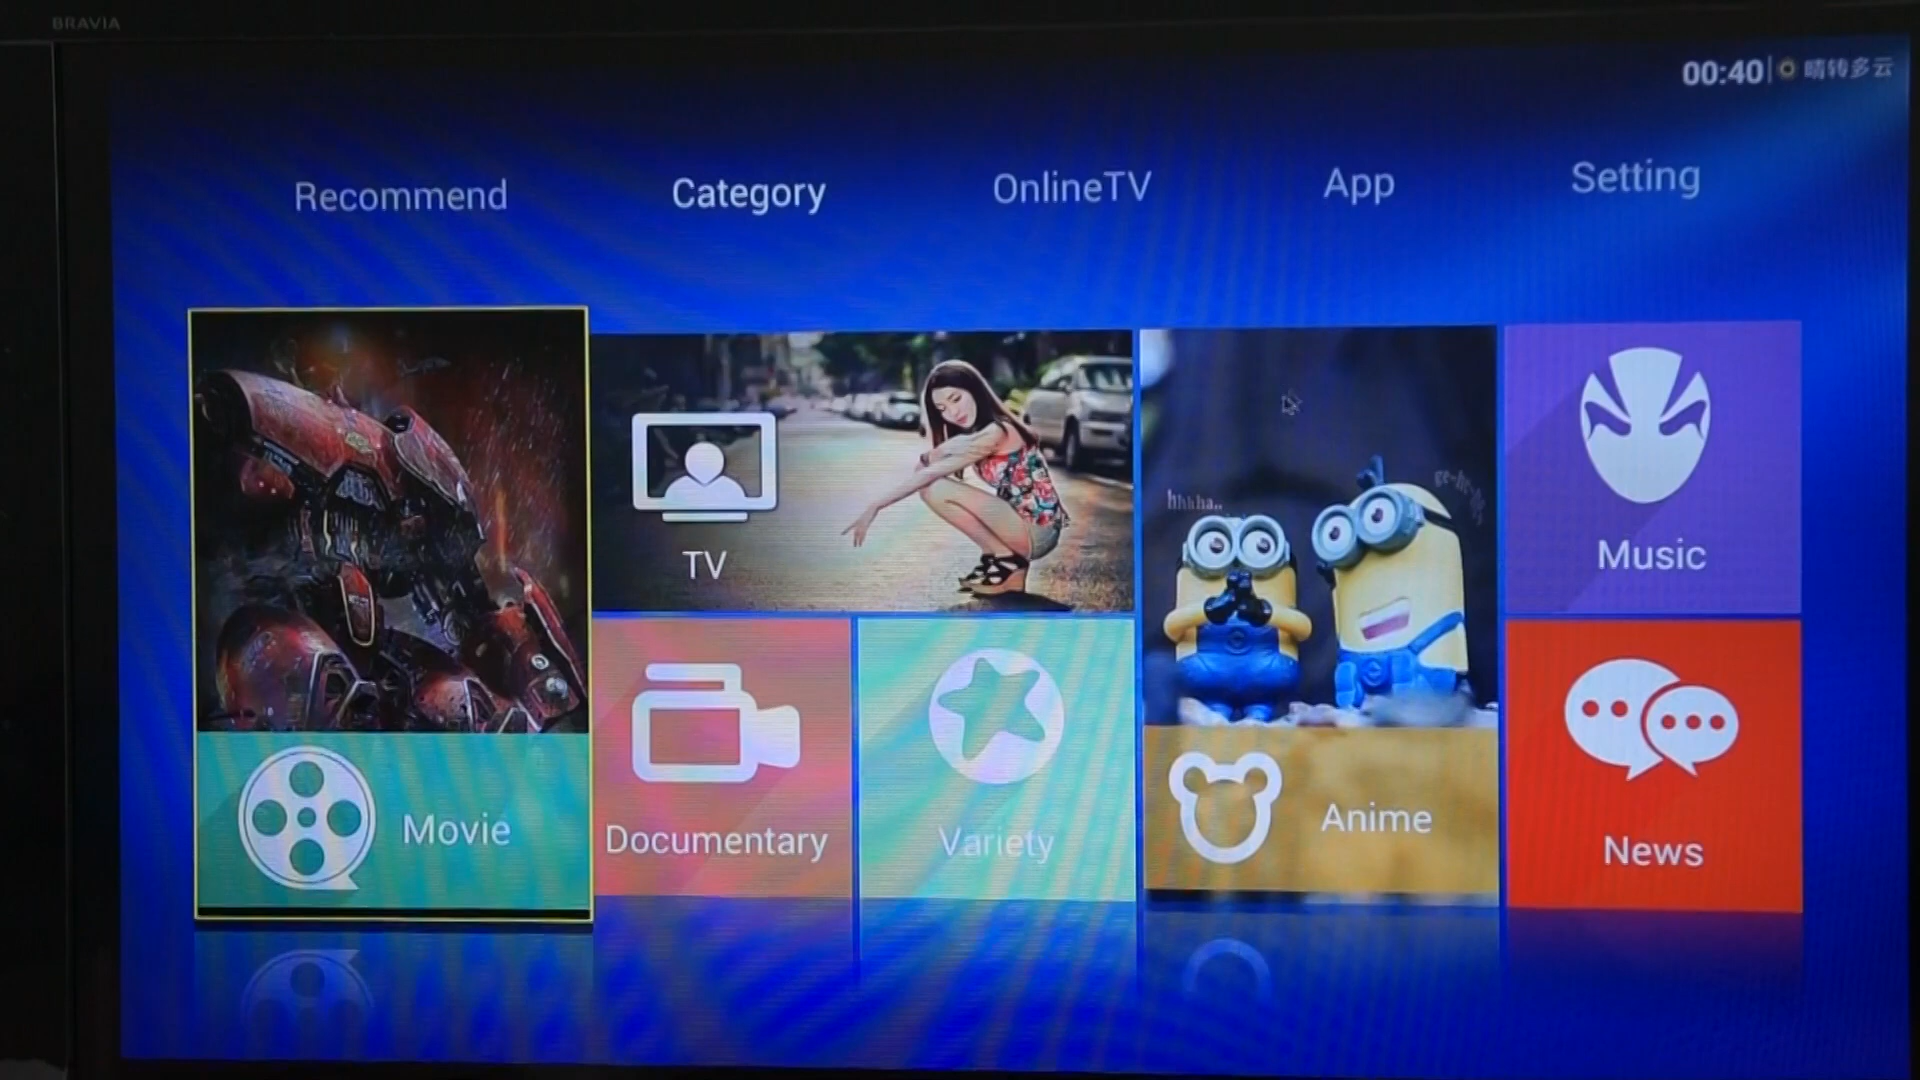 BRAVIA
00:40 晴转多云
Recommend Category OnlineTV App Setting
hhhha..
TV
Music
Movie
Documentary
Variety
Anime
News